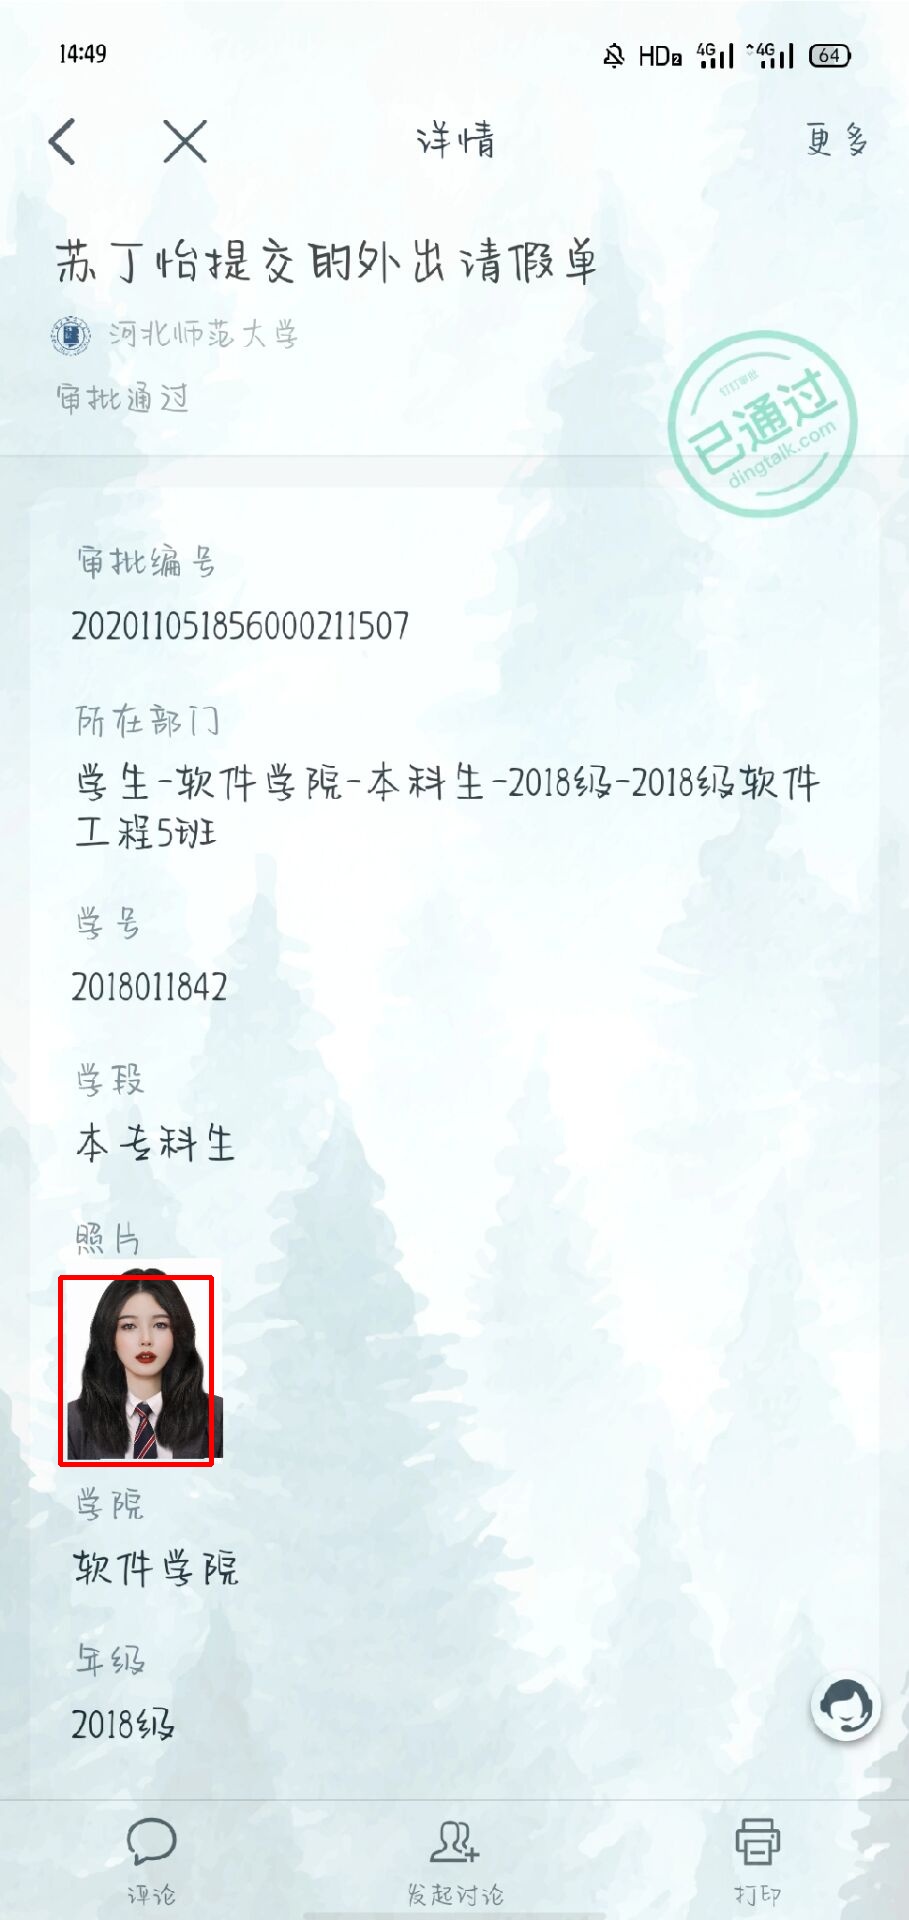 14:49
HD2 4G 4G 64
详情
更多
苏丁怡提交的外出请假单
河北师范大学
审批通过
钉钉审批
已通过
dingtalk.com
审批编号
202011051856000211507
所在部门
学生-软件学院-本科生-2018级-2018级软件
工程5班
学号
2018011842
学段
本专科生
照片
学院
软件学院
年级
2018级
评论
发起讨论
打印